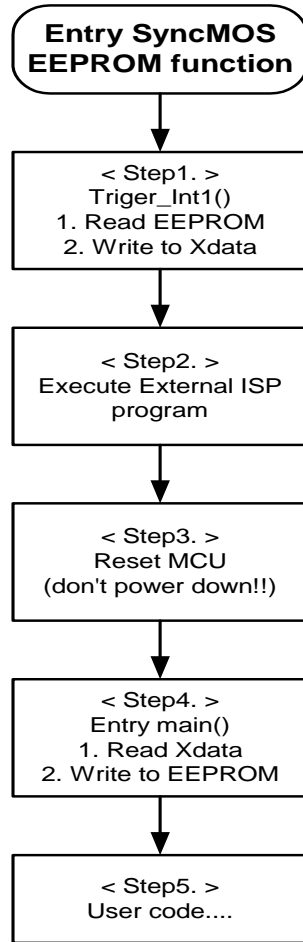 Entry SyncMOS
EEPROM function
< Step1. >
Triger_Int1()
1. Read EEPROM
2. Write to Xdata
< Step2. >
Execute External ISP
program
< Step3. >
Reset MCU
(don't power down!!)
< Step4. >
Entry main()
1. Read Xdata
2. Write to EEPROM
< Step5. >
User code....